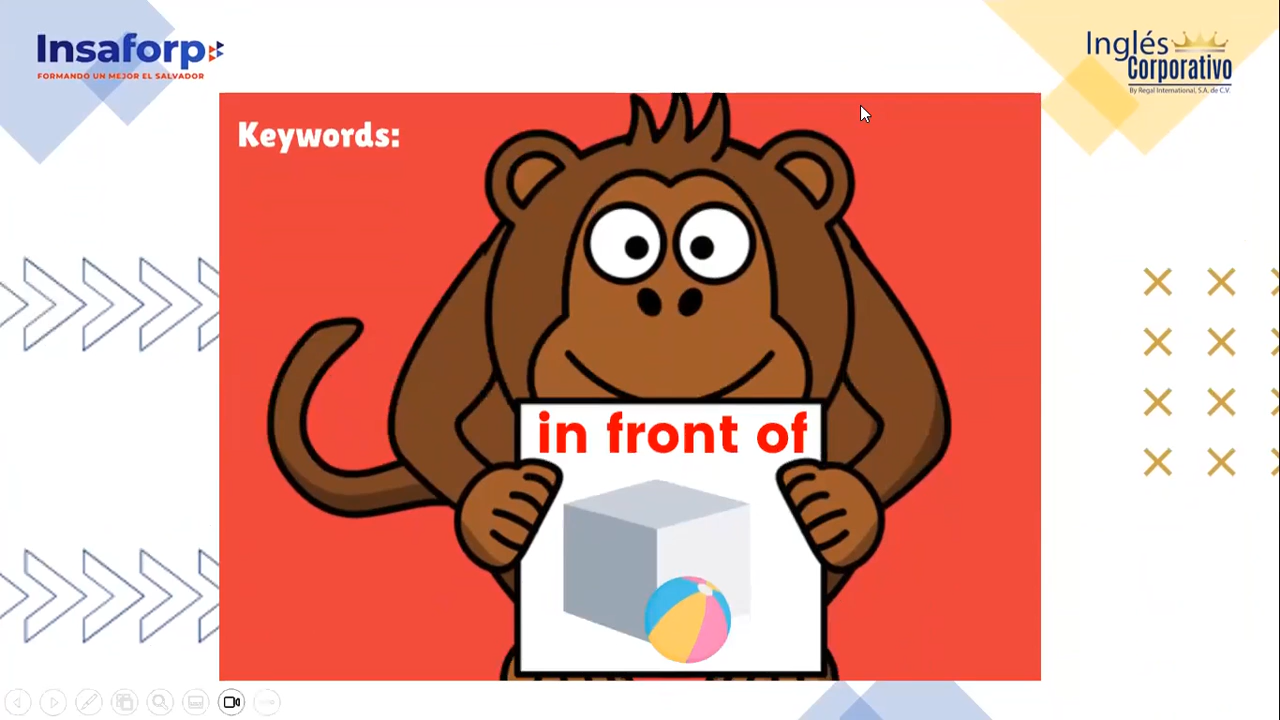 Insaforp
FORMANDO UN MEJOR EL SALVADOR
Inglés
Corporativo
By Regal International, S.A. de C.V.
Keywords:
in front of